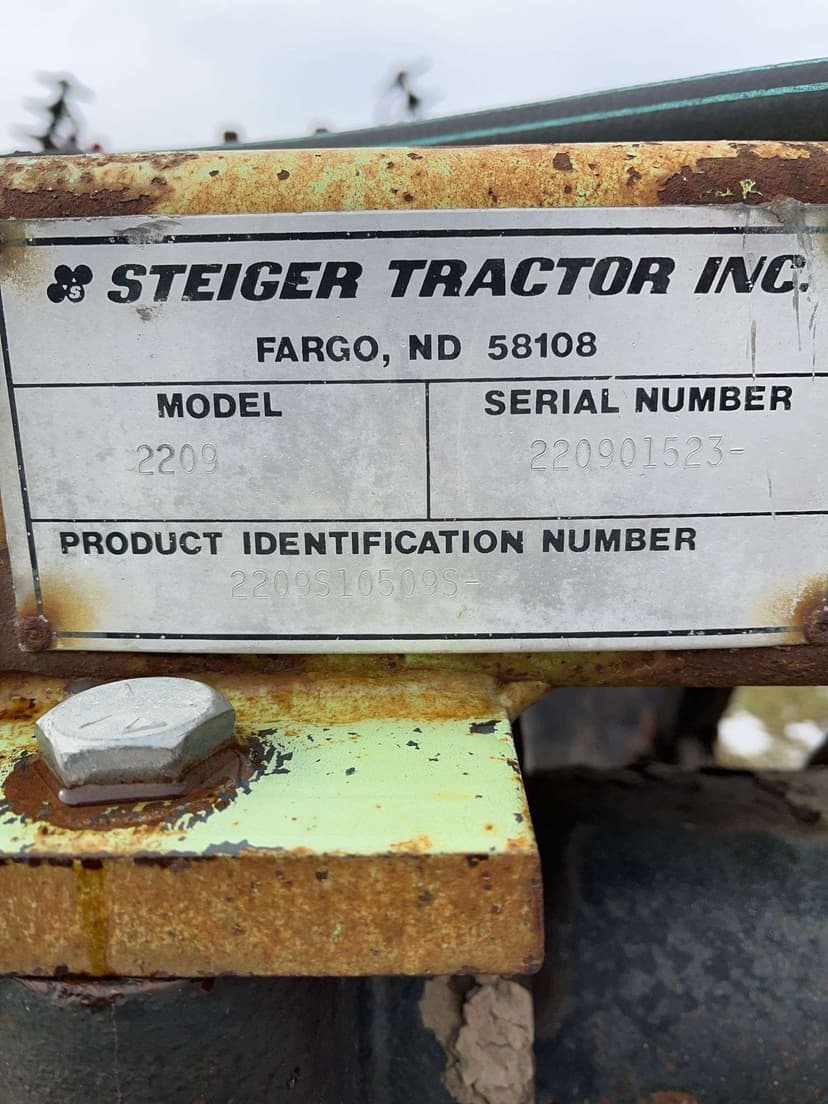 STEIGER TRACTOR INC.
FARGO, ND 58108
MODEL
SERIAL NUMBER
2209
220901523-
PRODUCT IDENTIFICATION NUMBER
2209S10509S-